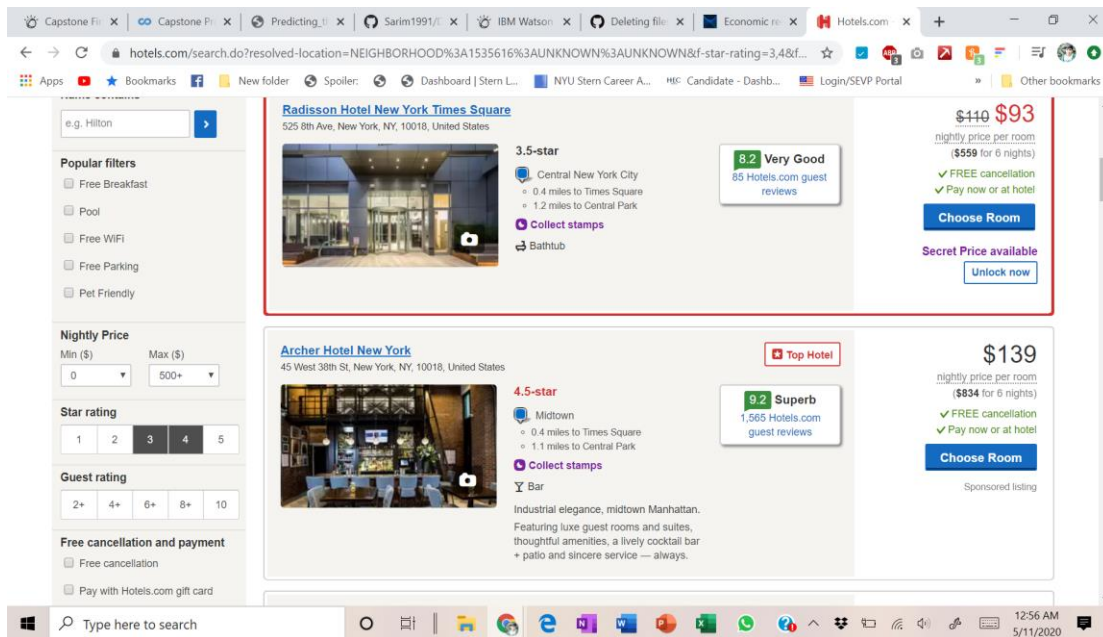 Capstone Fin
Capstone Pr
Predicting_th
Sarim1991/C
IBM Watson
Deleting file
Economic re
Hotels.com -
hotels.com/search.do?resolved-location=NEIGHBORHOOD%3A1535616%3AUNKNOWN%3AUNKNOWN&f-star-rating=3,4&f...
Apps
Bookmarks
New folder
Spoiler:
Dashboard | Stern L...
NYU Stern Career A...
Candidate - Dashb...
Login/SEVP Portal
»
Other bookmarks
Name contains
e.g. Hilton
Popular filters
Free Breakfast
Pool
Free WiFi
Free Parking
Pet Friendly
Nightly Price
Min ($) Max ($)
0 500+
Star rating
1 2 3 4 5
Guest rating
2+ 4+ 6+ 8+ 10
Free cancellation and payment
Free cancellation
Pay with Hotels.com gift card
Radisson Hotel New York Times Square
525 8th Ave, New York, NY, 10018, United States
3.5-star
Central New York City
0.4 miles to Times Square
1.2 miles to Central Park
Collect stamps
Bathtub
8.2 Very Good
85 Hotels.com guest
reviews
$110 $93
nightly price per room
($559 for 6 nights)
✓ FREE cancellation
✓ Pay now or at hotel
Choose Room
Secret Price available
Unlock now
Archer Hotel New York
45 West 38th St, New York, NY, 10018, United States
Top Hotel
4.5-star
Midtown
0.4 miles to Times Square
1.1 miles to Central Park
Collect stamps
Bar
Industrial elegance, midtown Manhattan.
Featuring luxe guest rooms and suites,
thoughtful amenities, a lively cocktail bar
+ patio and sincere service — always.
9.2 Superb
1,565 Hotels.com
guest reviews
$139
nightly price per room
($834 for 6 nights)
✓ FREE cancellation
✓ Pay now or at hotel
Choose Room
Sponsored listing
Type here to search
12:56 AM
5/11/2020